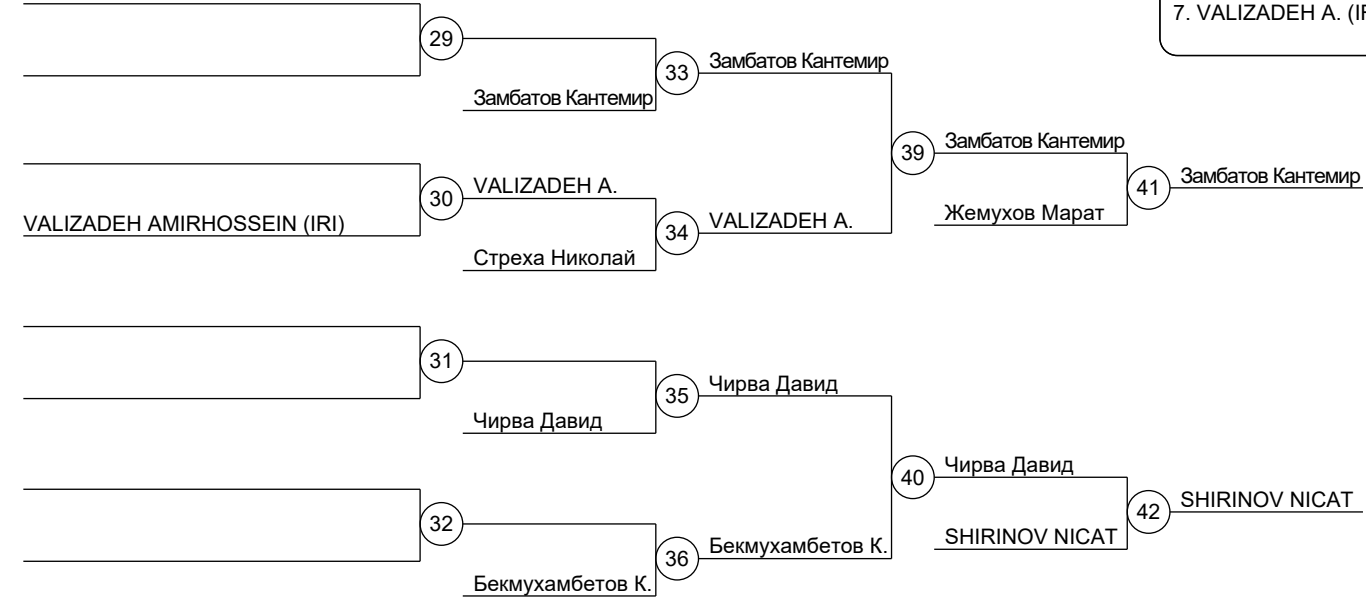 7. VALIZADEH A. (IR
29
Замбатов Кантемир
33
Замбатов Кантемир
39
Замбатов Кантемир
41
Замбатов Кантемир
30
VALIZADEH A.
VALIZADEH AMIRHOSSEIN (IRI)
34
VALIZADEH A.
Жемухов Марат
Стреха Николай
31
35
Чирва Давид
Чирва Давид
40
Чирва Давид
42
SHIRINOV NICAT
32
36
Бекмухамбетов К.
SHIRINOV NICAT
Бекмухамбетов К.